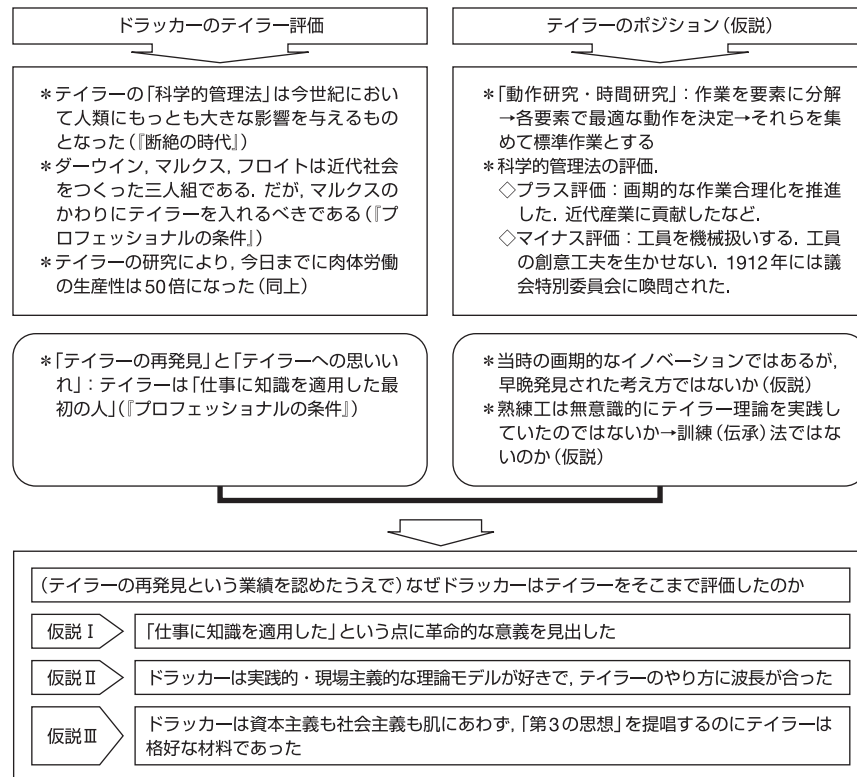 ドラッカーのテイラー評価
*テイラーの「科学的管理法」は今世紀におい
て人類にもっとも大きな影響を与えるもの
となった(『断絶の時代』)
*ダーウイン,マルクス,フロイトは近代社会
をつくった三人組である.だが,マルクスの
かわりにテイラーを入れるべきである(『プ
ロフェッショナルの条件』)
*テイラーの研究により,今日までに肉体労働
の生産性は50倍になった(同上)
*「テイラーの再発見」と「テイラーへの思いい
れ」:テイラーは「仕事に知識を適用した最
初の人」(『プロフェッショナルの条件』)
テイラーのポジション(仮説)
*「動作研究・時間研究」:作業を要素に分解
→各要素で最適な動作を決定→それらを集
めて標準作業とする
*科学的管理法の評価.
◇プラス評価:画期的な作業合理化を推進
した.近代産業に貢献したなど.
◇マイナス評価:工員を機械扱いする.工員
の創意工夫を生かせない.1912年には議
会特別委員会に喚問された.
*当時の画期的なイノベーションではあるが,
早晩発見された考え方ではないか(仮説)
*熟練工は無意識的にテイラー理論を実践
していたのではないか→訓練(伝承)法ではな
いのか(仮説)
(テイラーの再発見という業績を認めたうえで)なぜドラッカーはテイラーをそこまで評価したのか
仮説Ⅰ 「仕事に知識を適用した」という点に革命的な意義を見出した
仮説Ⅱ ドラッカーは実践的・現場主義的な理論モデルが好きで,テイラーのやり方に波長が合った
仮説Ⅲ ドラッカーは資本主義も社会主義も肌にあわず,「第3の思想」を提唱するのにテイラーは
格好な材料であった